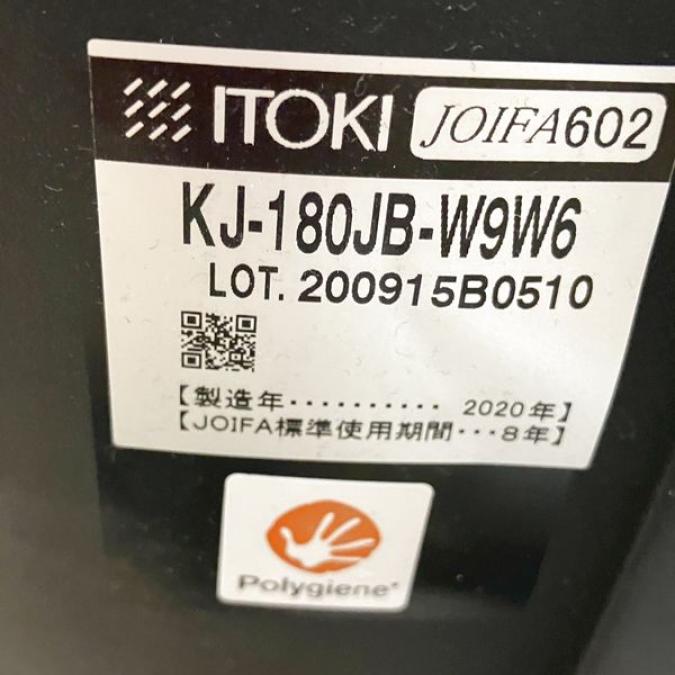 ITOKI JOIFA602
KJ-180JB-W9W6
LOT. 200915B0510
【製造年・・・・・・・・・・ 2020年】
【JOIFA標準使用期間・・・8年】
Polygiene®